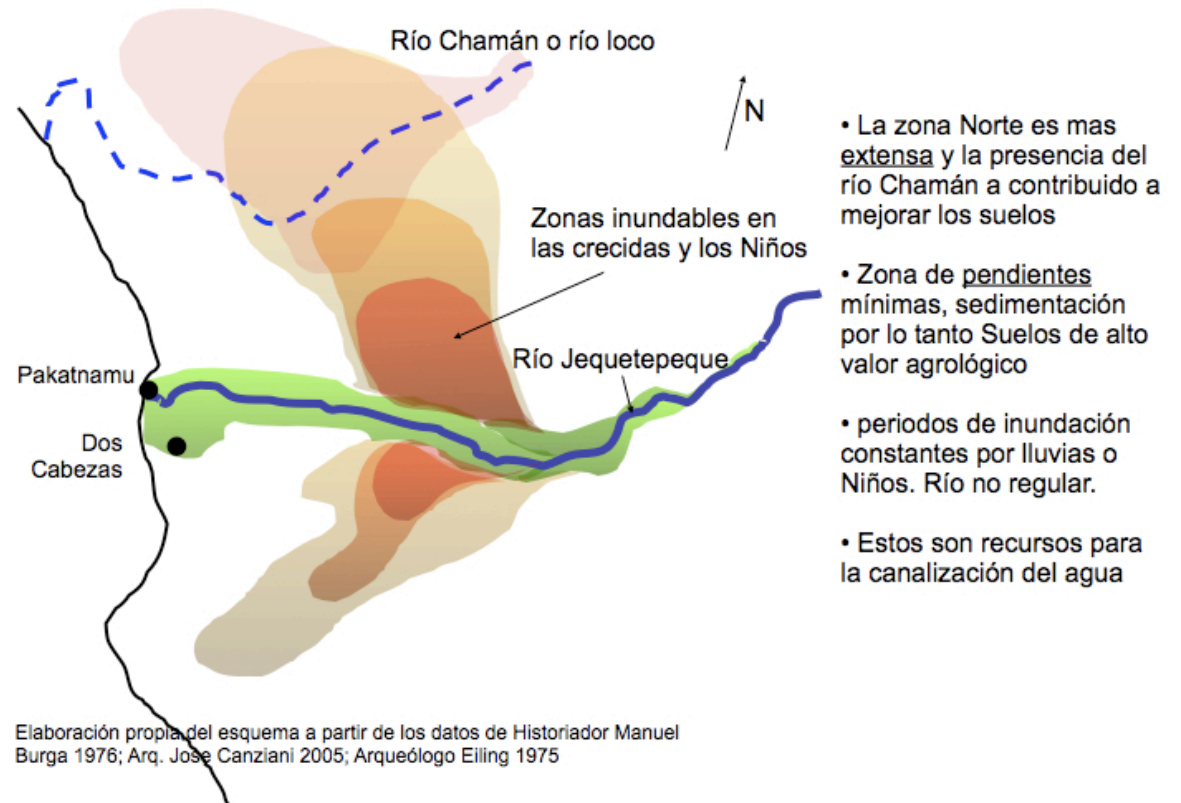 Río Chamán o río loco
N
Zonas inundables en
las crecidas y los Niños
Río Jequetepeque
Pakatnamu
Dos
Cabezas
• La zona Norte es mas
extensa y la presencia del
río Chamán a contribuido a
mejorar los suelos
• Zona de pendientes
mínimas, sedimentación
por lo tanto Suelos de alto
valor agrológico
• periodos de inundación
constantes por lluvias o
Niños. Río no regular.
• Estos son recursos para
la canalización del agua
Elaboración propia del esquema a partir de los datos de Historiador Manuel
Burga 1976; Arq. José Canziani 2005; Arqueólogo Eiling 1975